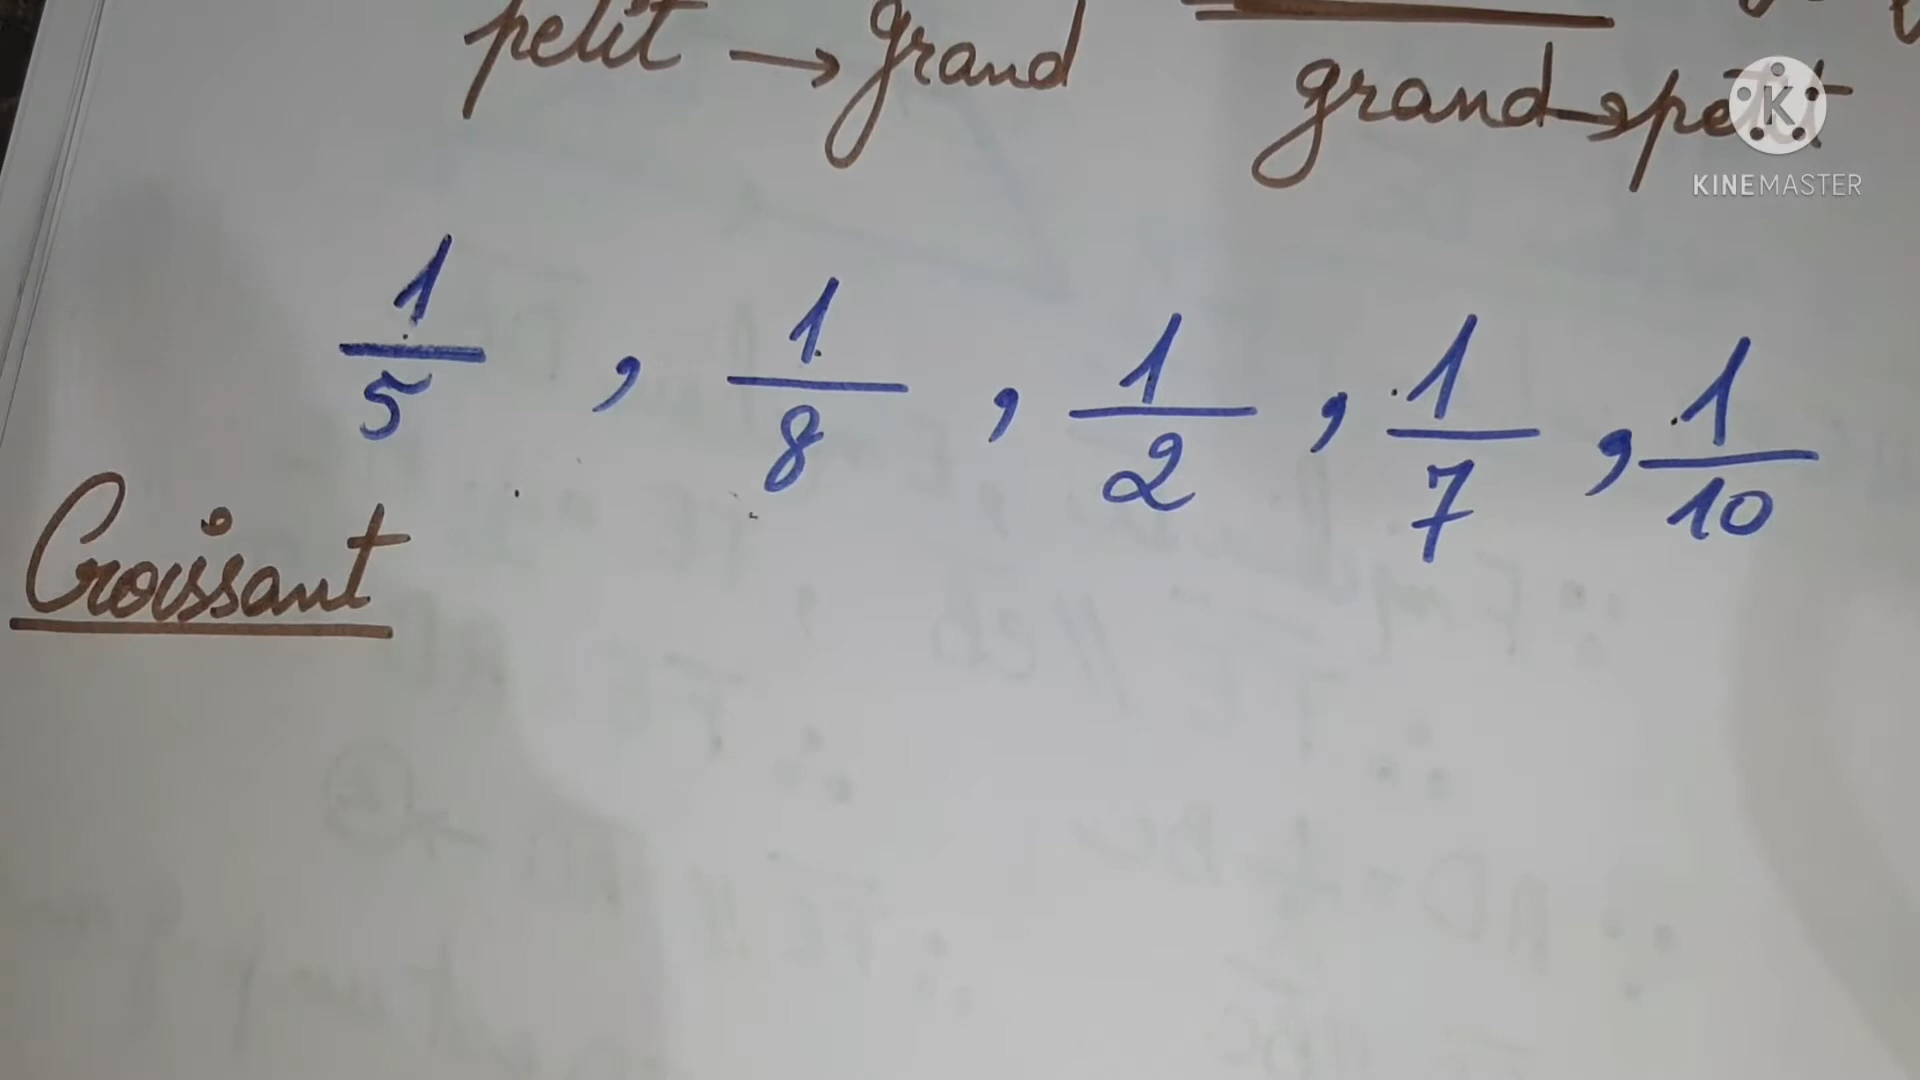 petit → grand
grand → petit
KINEMASTER
1/5 , 1/8 , 1/2 , 1/7 , 1/10
Croissant